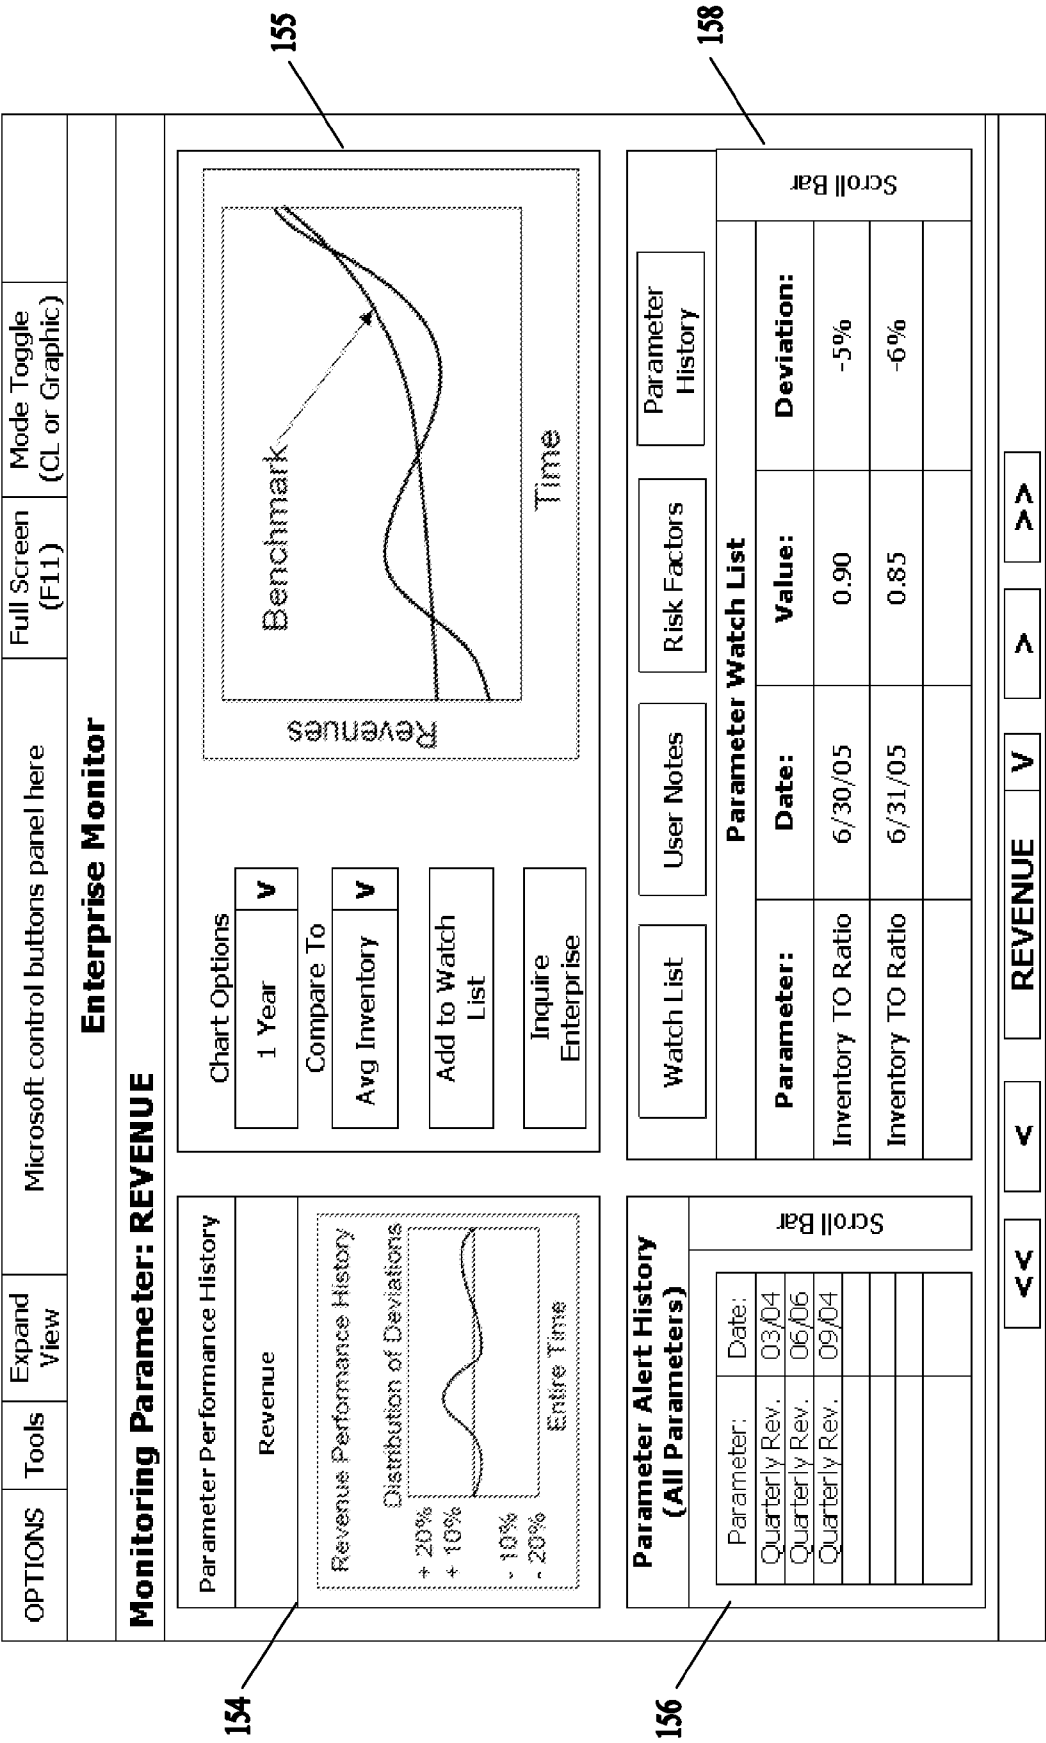 OPTIONS
Tools
Expand
View
Microsoft control buttons panel here
Full Screen
(F11)
Mode Toggle
(CL or Graphic)
Enterprise Monitor
Monitoring Parameter: REVENUE
154
Parameter Performance History
Revenue
Revenue Performance History
Distribution of Deviations
+ 20%
+ 10%
- 10%
- 20%
Entire Time
155
Chart Options
1 Year
V
Compare To
Avg Inventory
V
Add to Watch
List
Inquire
Enterprise
Revenues
Benchmark
Time
156
Parameter Alert History
(All Parameters)
Parameter: Date:
Quarterly Rev. 03/04
Quarterly Rev. 06/06
Quarterly Rev. 09/04
Scroll Bar
158
Watch List
User Notes
Risk Factors
Parameter
History
Parameter Watch List
Parameter: Date: Value: Deviation:
Inventory TO Ratio 6/30/05 0.90 -5%
Inventory TO Ratio 6/31/05 0.85 -6%
Scroll Bar
<<
<
REVENUE
V
>
>>